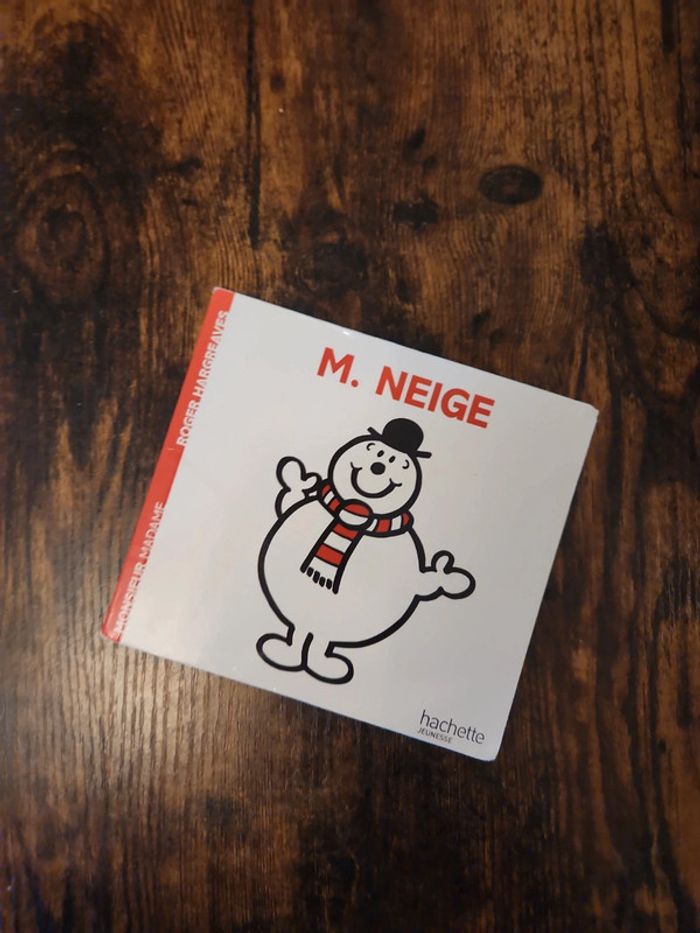 M. NEIGE
ROGER HARGREAVES
MONSIEUR MADAME
hachette
JEUNESSE